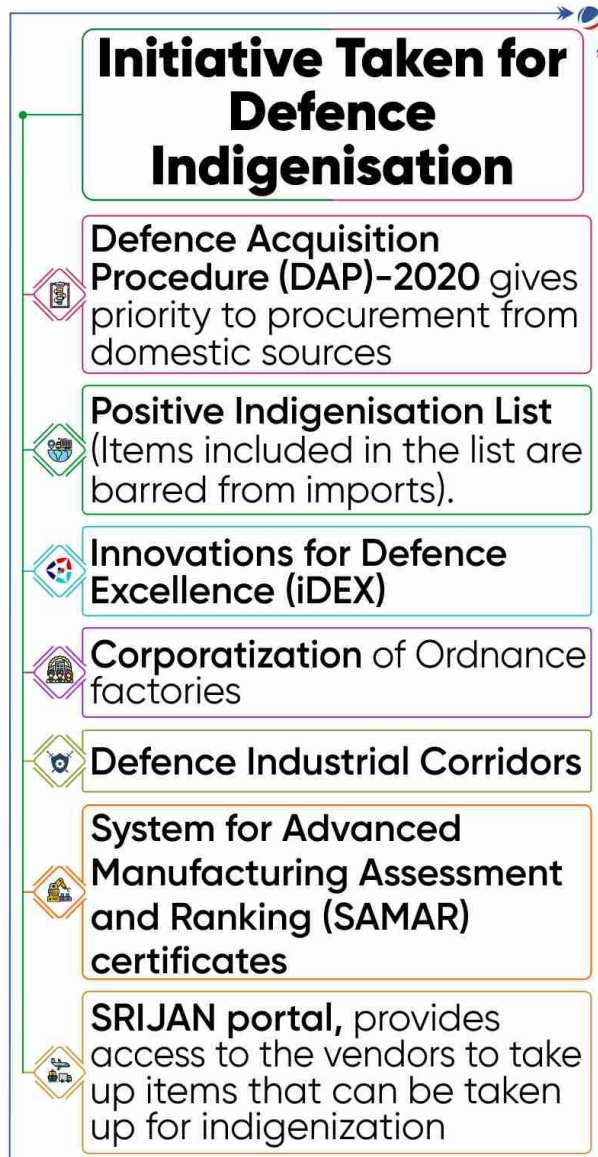 Initiative Taken for
Defence
Indigenisation
Defence Acquisition
Procedure (DAP)-2020 gives
priority to procurement from
domestic sources
Positive Indigenisation List
(Items included in the list are
barred from imports).
Innovations for Defence
Excellence (iDEX)
Corporatization of Ordnance
factories
Defence Industrial Corridors
System for Advanced
Manufacturing Assessment
and Ranking (SAMAR)
certificates
SRIJAN portal, provides
access to the vendors to take
up items that can be taken
up for indigenization